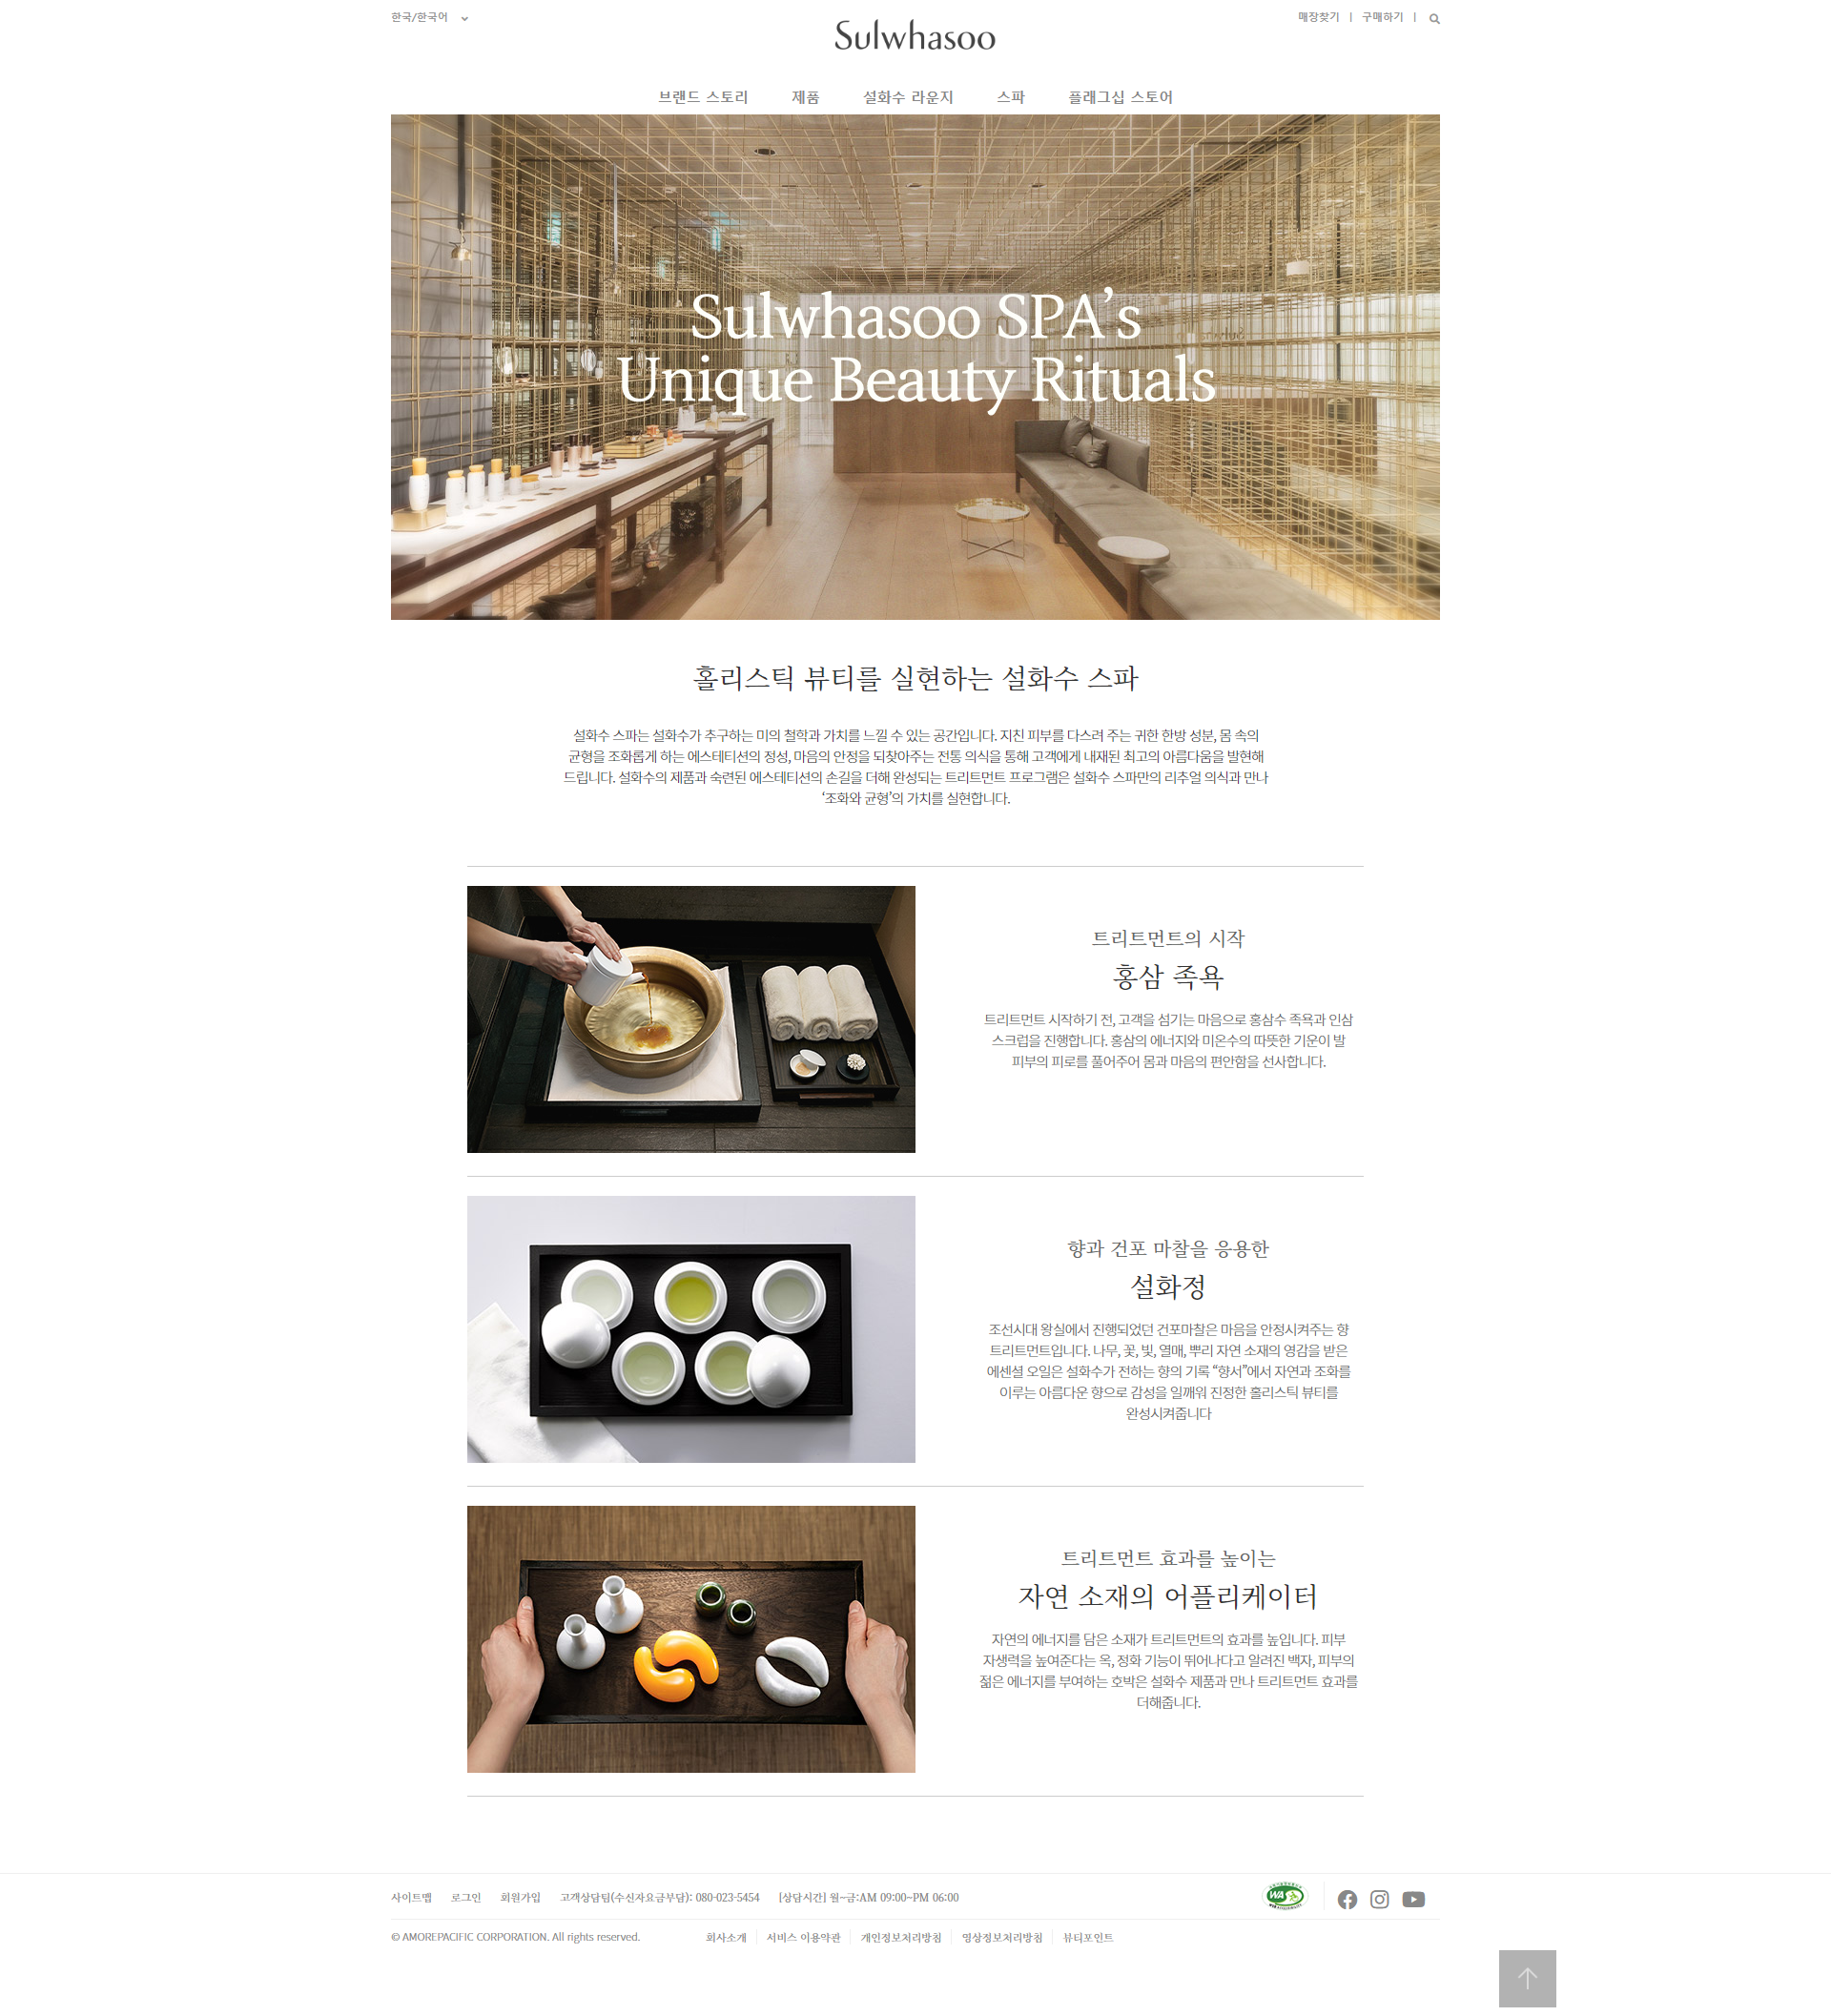 한국/한국어
매장찾기 | 구매하기 |
Sulwhasoo
브랜드 스토리 제품 설화수 라운지 스파 플래그십 스토어
Sulwhasoo SPA’s
Unique Beauty Rituals
홀리스틱 뷰티를 실현하는 설화수 스파
설화수 스파는 설화수가 추구하는 미의 철학과 가치를 느낄 수 있는 공간입니다. 지친 피부를 다스려 주는 귀한 한방 성분, 몸 속의
균형을 조화롭게 하는 에스테티션의 정성, 마음의 안정을 되찾아주는 전통 의식을 통해 고객에게 내재된 최고의 아름다움을 발현해
드립니다. 설화수의 제품과 숙련된 에스테티션의 손길을 더해 완성되는 트리트먼트 프로그램은 설화수 스파만의 리추얼 의식과 만나
‘조화와 균형’의 가치를 실현합니다.
트리트먼트의 시작
홍삼 족욕
트리트먼트 시작하기 전, 고객을 섬기는 마음으로 홍삼수 족욕과 인삼
스크럽을 진행합니다. 홍삼의 에너지와 미온수의 따뜻한 기운이 발
피부의 피로를 풀어주어 몸과 마음의 편안함을 선사합니다.
향과 건포 마찰을 응용한
설화정
조선시대 왕실에서 진행되었던 건포마찰은 마음을 안정시켜주는 향
트리트먼트입니다. 나무, 꽃, 빛, 열매, 뿌리 자연 소재의 영감을 받은
에센셜 오일은 설화수가 전하는 향의 기록 “향서”에서 자연과 조화를
이루는 아름다운 향으로 감성을 일깨워 진정한 홀리스틱 뷰티를
완성시켜줍니다
트리트먼트 효과를 높이는
자연 소재의 어플리케이터
자연의 에너지를 담은 소재가 트리트먼트의 효과를 높입니다. 피부
자생력을 높여준다는 옥, 정화 기능이 뛰어나다고 알려진 백자, 피부의
젊은 에너지를 부여하는 호박은 설화수 제품과 만나 트리트먼트 효과를
더해줍니다.
사이트맵 로그인 회원가입 고객상담팀(수신자요금부담): 080-023-5454 [상담시간] 월~금:AM 09:00~PM 06:00
WA
© AMOREPACIFIC CORPORATION. All rights reserved. 회사소개 서비스 이용약관 개인정보처리방침 영상정보처리방침 뷰티포인트